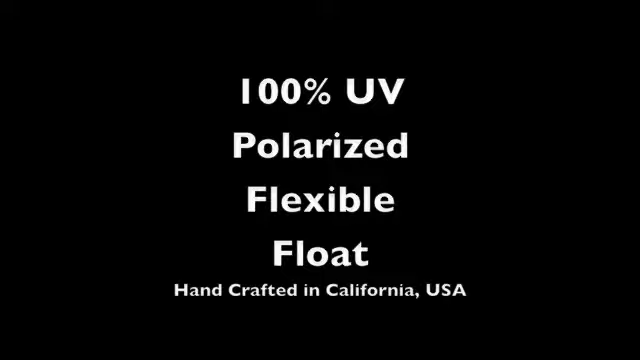 100% UV
Polarized
Flexible
Float
Hand Crafted in California, USA